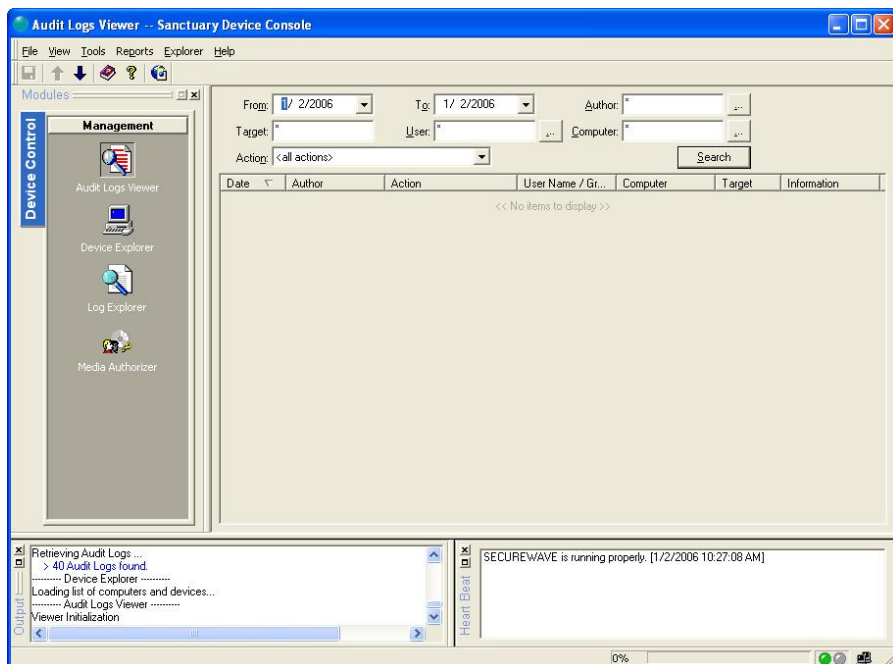 Audit Logs Viewer -- Sanctuary Device Console
File View Tools Reports Explorer Help
Modules
Device Control
Management
Audit Logs Viewer
Device Explorer
Log Explorer
Media Authorizer
From: 1/ 2/2006 To: 1/ 2/2006 Author: * ...
Target: * User: * ... Computer: * ...
Action: <all actions> Search
Date Author Action User Name / Gr... Computer Target Information
<< No items to display >>
Output
Retrieving Audit Logs ...
> 40 Audit Logs found.
---------- Device Explorer ----------
Loading list of computers and devices...
---------- Audit Logs Viewer ----------
Viewer Initialization
Heart Beat
SECUREWAVE is running properly. [1/2/2006 10:27:08 AM]
0%